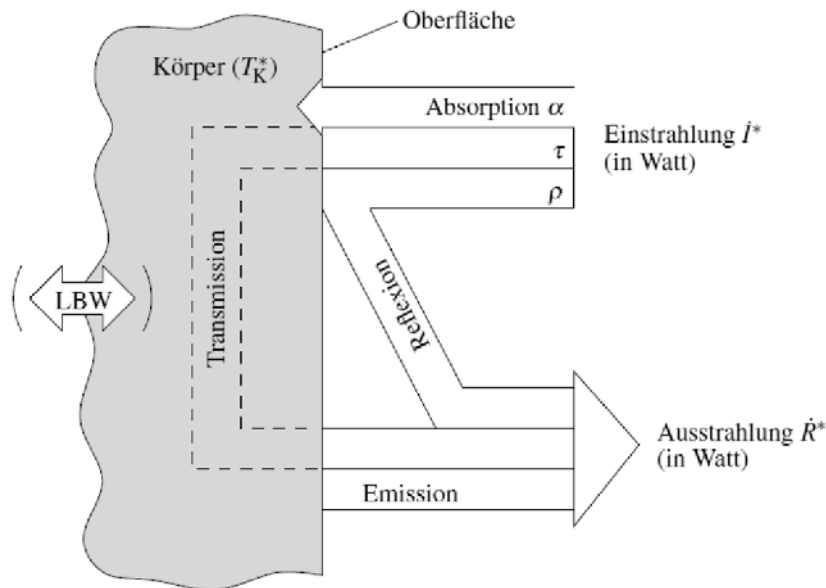 Oberfläche
Körper (T*K)
Absorption α
Einstrahlung İ*
(in Watt)
τ
ρ
Transmission
Reflexion
(LBW)
Ausstrahlung Ṙ*
(in Watt)
Emission